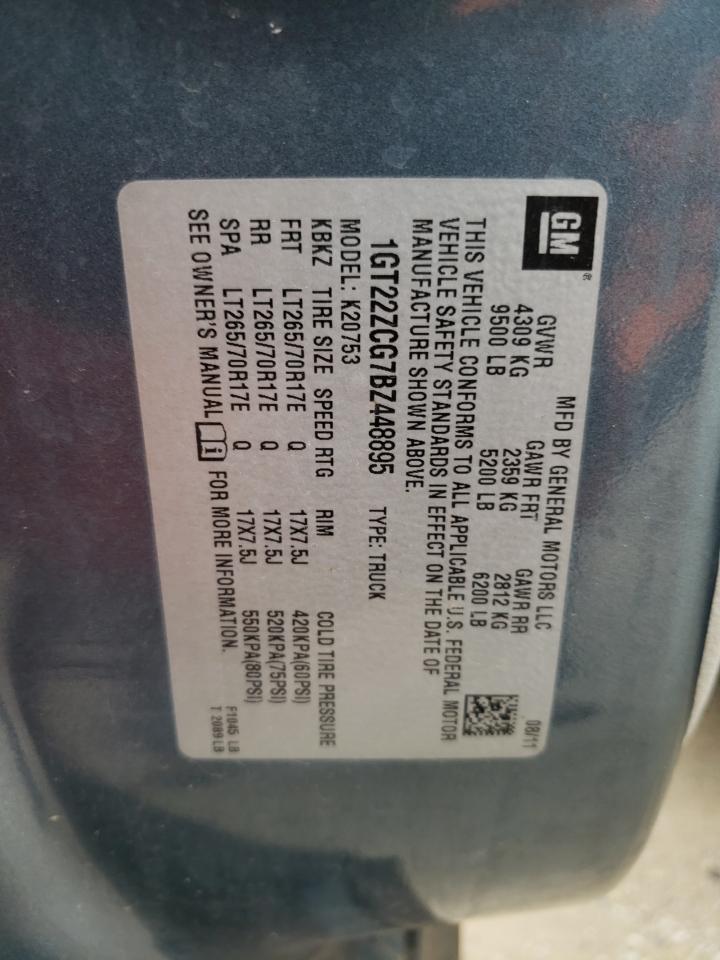 GM®
MFD BY GENERAL MOTORS LLC 08/11
GVWR GAWR FRT GAWR RR
4309 KG 2359 KG 2812 KG
9500 LB 5200 LB 6200 LB
THIS VEHICLE CONFORMS TO ALL APPLICABLE U.S. FEDERAL MOTOR
VEHICLE SAFETY STANDARDS IN EFFECT ON THE DATE OF
MANUFACTURE SHOWN ABOVE.
1GT22ZCG7BZ448895 TYPE: TRUCK
MODEL: K20753
KBKZ TIRE SIZE SPEED RTG RIM COLD TIRE PRESSURE
FRT LT265/70R17E Q 17X7.5J 420KPA(60PSI)
RR LT265/70R17E Q 17X7.5J 520KPA(75PSI)
SPA LT265/70R17E Q 17X7.5J 550KPA(80PSI)
SEE OWNER'S MANUAL i FOR MORE INFORMATION.
F1045 LB
T 2089 LB